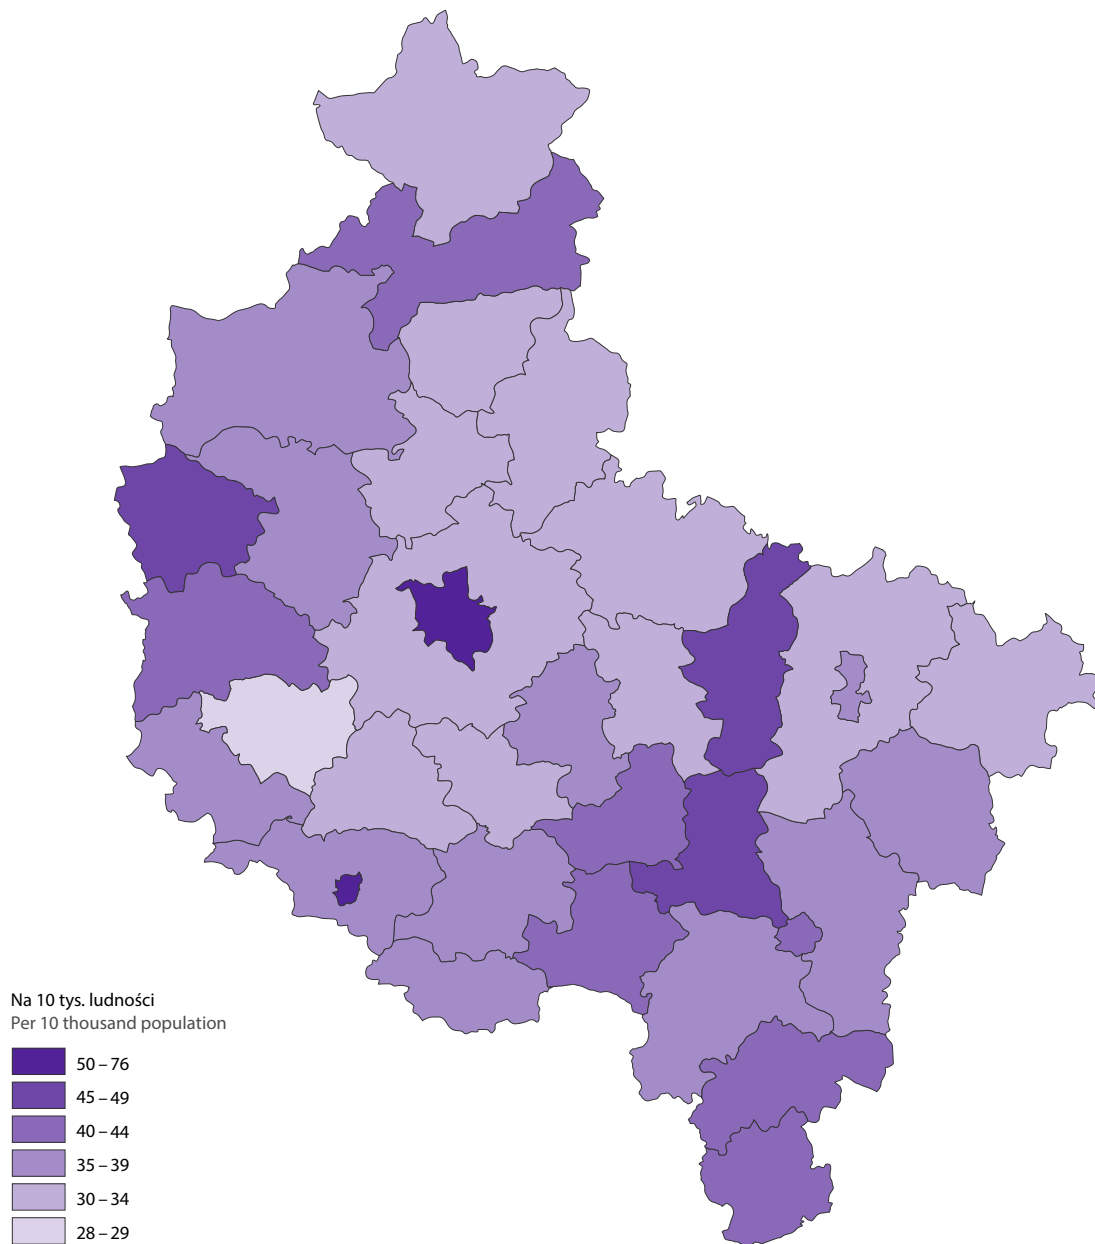 Na 10 tys. ludności
Per 10 thousand population
50 – 76
45 – 49
40 – 44
35 – 39
30 – 34
28 – 29